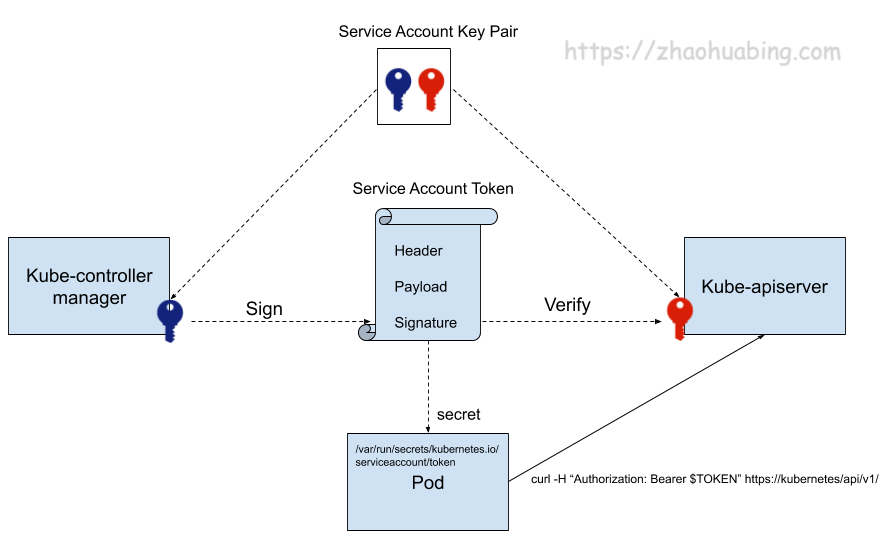 Service Account Key Pair
https://zhaohuabing.com
Service Account Token
Header
Payload
Signature
Kube-controller
manager
Sign
Verify
Kube-apiserver
secret
/var/run/secrets/kubernetes.io/
serviceaccount/token
Pod
curl -H “Authorization: Bearer $TOKEN” https://kubernetes/api/v1/